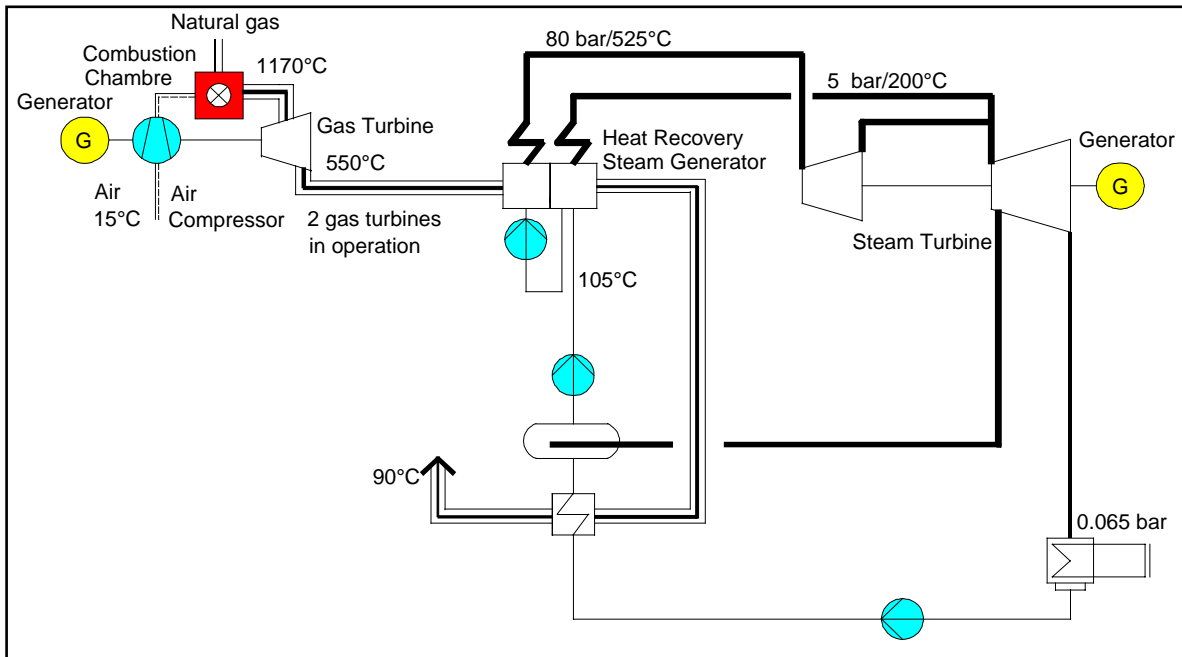 Natural gas
Combustion
Chambre
1170°C
Generator
G
Gas Turbine
550°C
Air
15°C
Air
Compressor
2 gas turbines
in operation
80 bar/525°C
5 bar/200°C
Heat Recovery
Steam Generator
Generator
G
Steam Turbine
105°C
90°C
0.065 bar